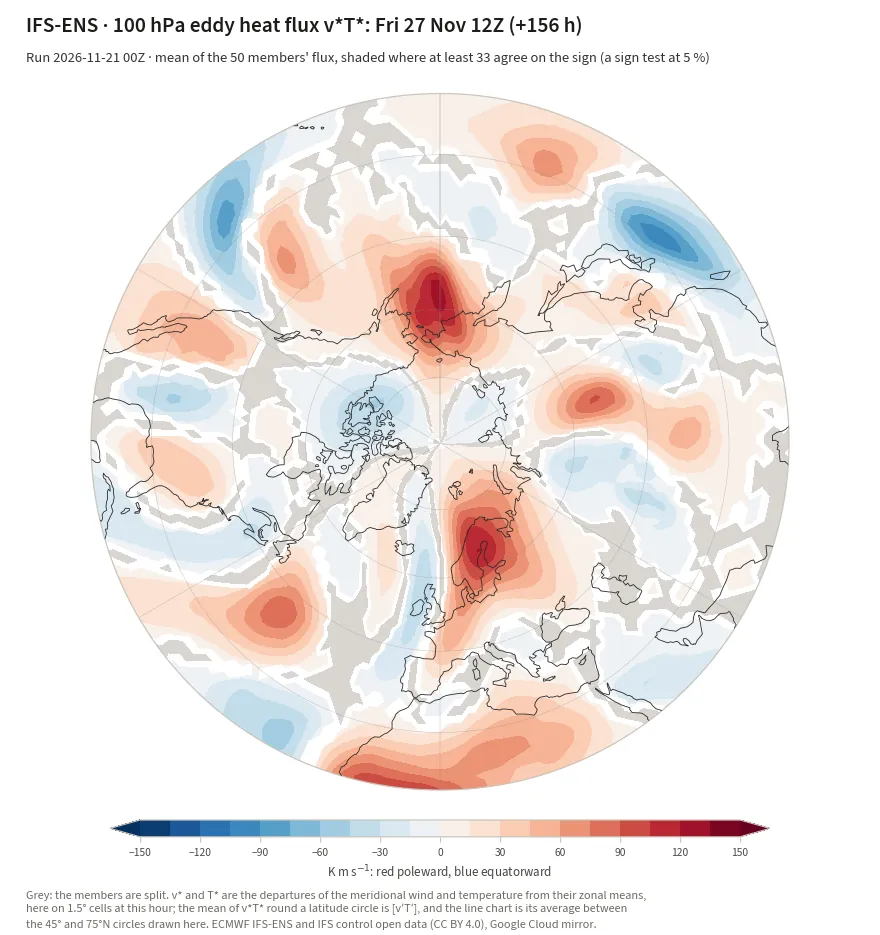 IFS-ENS · 100 hPa eddy heat flux v*T*: Fri 27 Nov 12Z (+156 h)
Run 2026-11-21 00Z · mean of the 50 members' flux, shaded where at least 33 agree on the sign (a sign test at 5 %)
−150 −120 −90 −60 −30 0 30 60 90 120 150
K m s⁻¹: red poleward, blue equatorward
Grey: the members are split. v* and T* are the departures of the meridional wind and temperature from their zonal means,
here on 1.5° cells at this hour; the mean of v*T* round a latitude circle is [v'T'], and the line chart is its average between
the 45° and 75°N circles drawn here. ECMWF IFS-ENS and IFS control open data (CC BY 4.0), Google Cloud mirror.